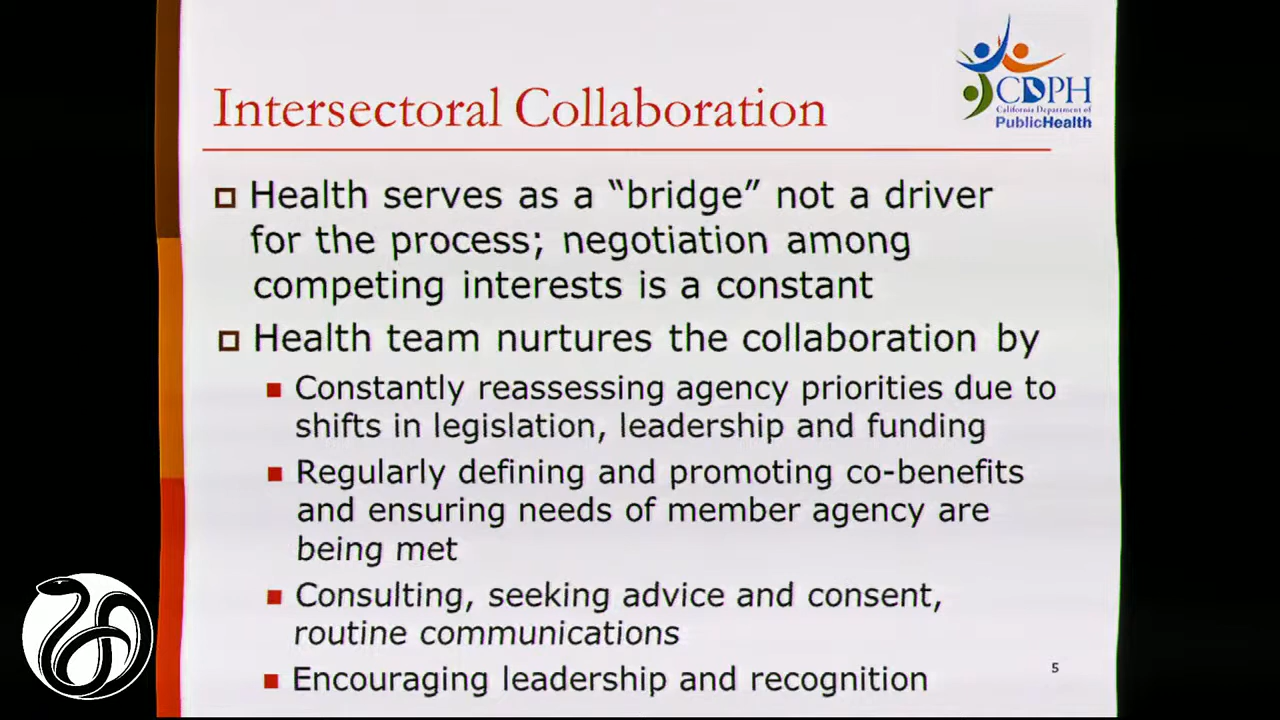 CDPH
California Department of
PublicHealth
Intersectoral Collaboration
Health serves as a “bridge” not a driver
for the process; negotiation among
competing interests is a constant
Health team nurtures the collaboration by
Constantly reassessing agency priorities due to
shifts in legislation, leadership and funding
Regularly defining and promoting co-benefits
and ensuring needs of member agency are
being met
Consulting, seeking advice and consent,
routine communications
Encouraging leadership and recognition
5